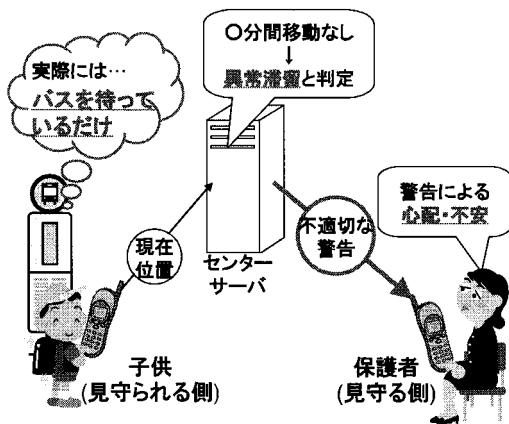 〇分間移動なし
↓
異常滞留と判定
実際には…
バスを待って
いるだけ
警告による
心配・不安
現在
位置
センター
サーバ
不適切な
警告
子供
(見守られる側)
保護者
(見守る側)